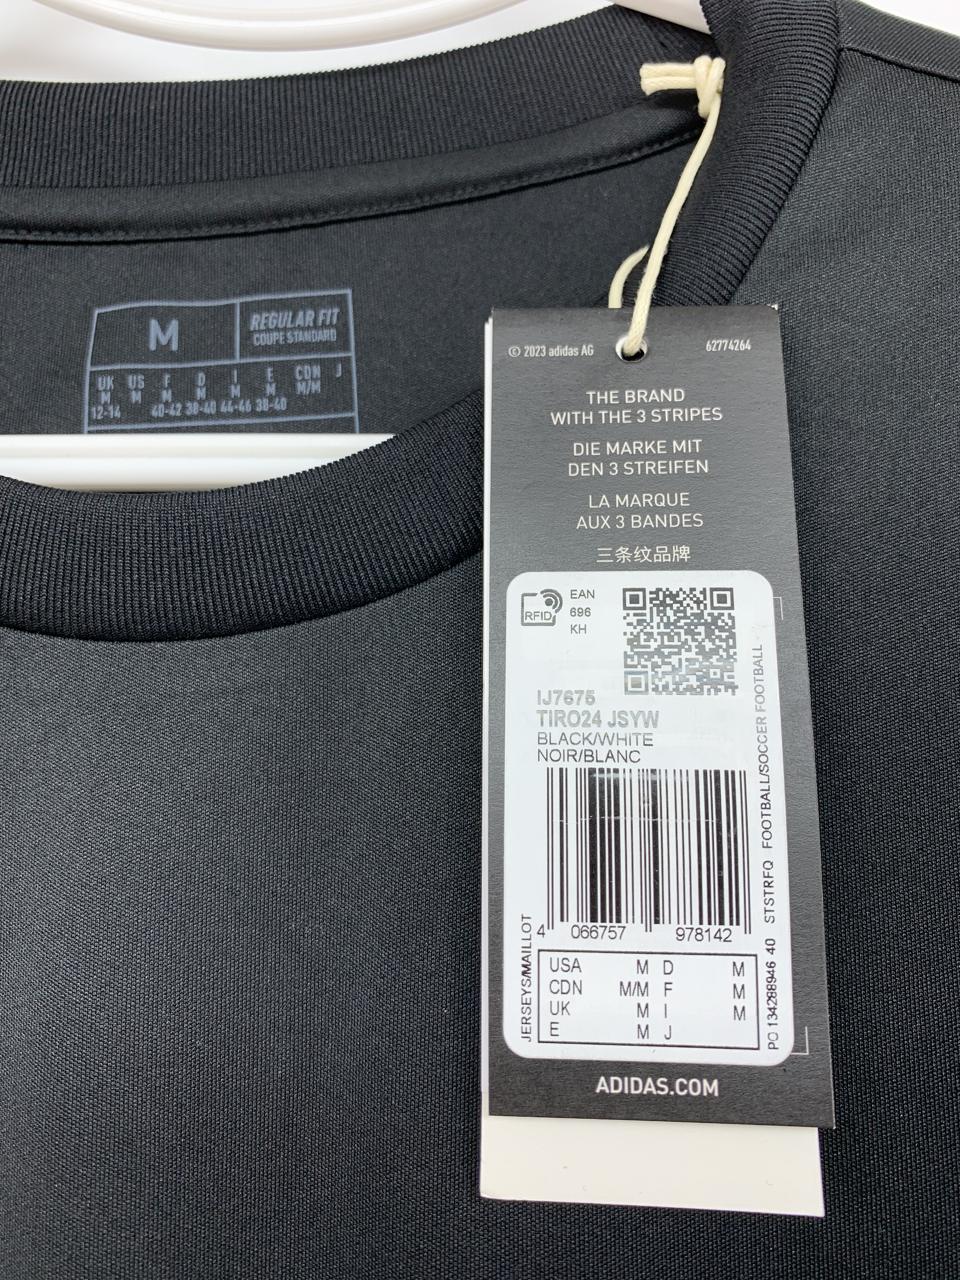 M
REGULAR FIT
COUPE STANDARD
UK US F D I E CDN J
M M M M M M M/M
12-14 40-42 38-40 44-46 38-40
© 2023 adidas AG
62774264
THE BRAND
WITH THE 3 STRIPES
DIE MARKE MIT
DEN 3 STREIFEN
LA MARQUE
AUX 3 BANDES
三条纹品牌
RFID
EAN
696
KH
IJ7675
TIRO24 JSYW
BLACK/WHITE
NOIR/BLANC
4 066757 978142
JERSEYS/MAILLOT
PO 134288946 40 STSTRFQ FOOTBALL/SOCCER FOOTBALL -
USA M D M
CDN M/M F M
UK M I M
E M J
ADIDAS.COM